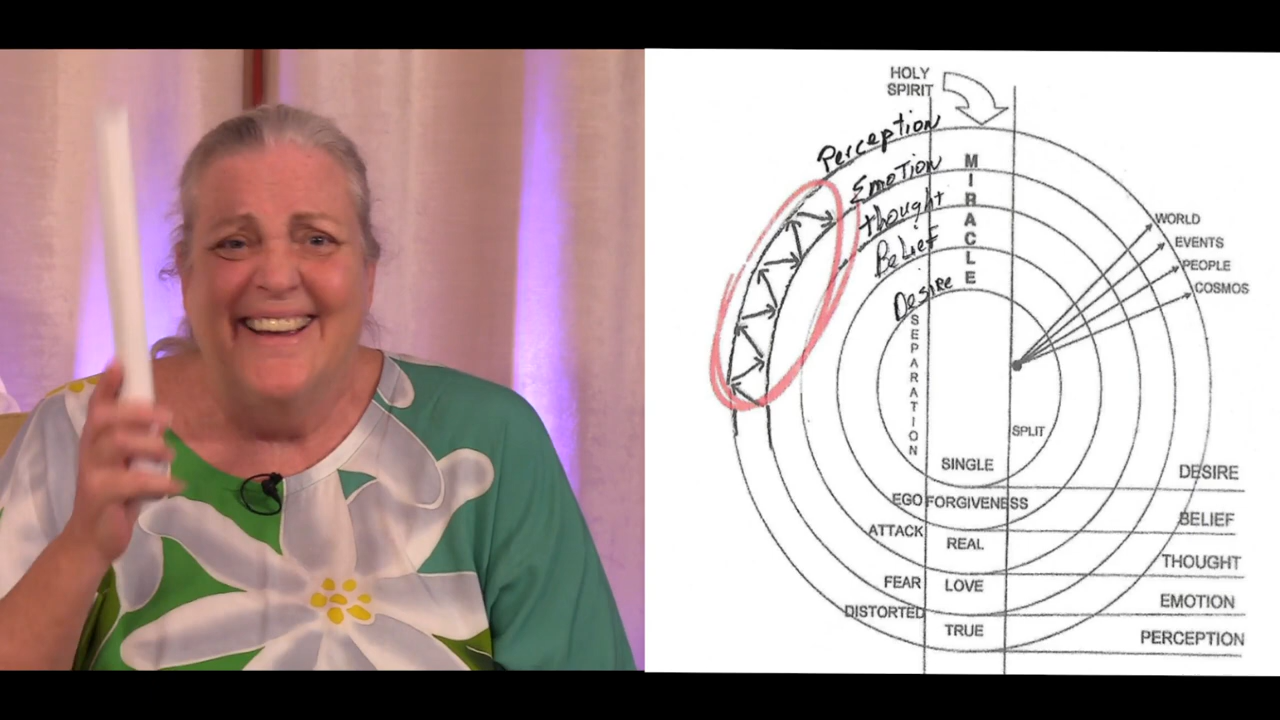 HOLY
SPIRIT
Perception
Emotion
thought
Belief
Desire
MIRACLE
SEPARATION
WORLD
EVENTS
PEOPLE
COSMOS
SPLIT
SINGLE
DESIRE
EGO FORGIVENESS
BELIEF
ATTACK
REAL
THOUGHT
FEAR
LOVE
EMOTION
DISTORTED
TRUE
PERCEPTION